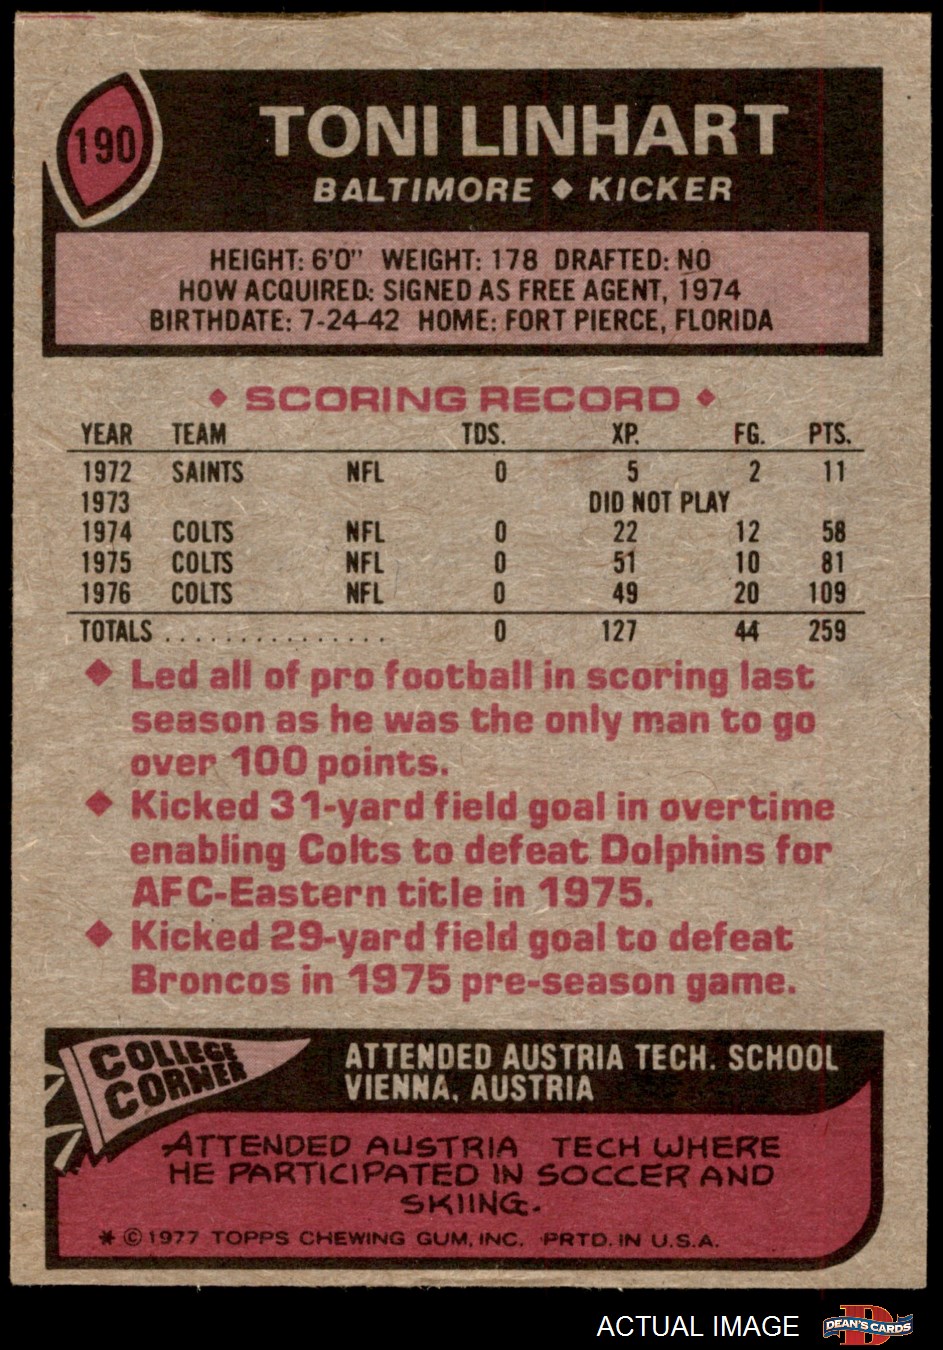 190
TONI LINHART
BALTIMORE ◆ KICKER
HEIGHT: 6'0" WEIGHT: 178 DRAFTED: NO
HOW ACQUIRED: SIGNED AS FREE AGENT, 1974
BIRTHDATE: 7-24-42 HOME: FORT PIERCE, FLORIDA
◆ SCORING RECORD ◆
YEAR TEAM TDS. XP. FG. PTS.
1972 SAINTS NFL 0 5 2 11
1973 DID NOT PLAY
1974 COLTS NFL 0 22 12 58
1975 COLTS NFL 0 51 10 81
1976 COLTS NFL 0 49 20 109
TOTALS ............... 0 127 44 259
◆ Led all of pro football in scoring last
season as he was the only man to go
over 100 points.
◆ Kicked 31-yard field goal in overtime
enabling Colts to defeat Dolphins for
AFC-Eastern title in 1975.
◆ Kicked 29-yard field goal to defeat
Broncos in 1975 pre-season game.
COLLEGE
CORNER
ATTENDED AUSTRIA TECH. SCHOOL
VIENNA, AUSTRIA
ATTENDED AUSTRIA TECH WHERE
HE PARTICIPATED IN SOCCER AND
SKIING.
* © 1977 TOPPS CHEWING GUM, INC. PRTD. IN U.S.A.
ACTUAL IMAGE
D
DEAN'S CARDS